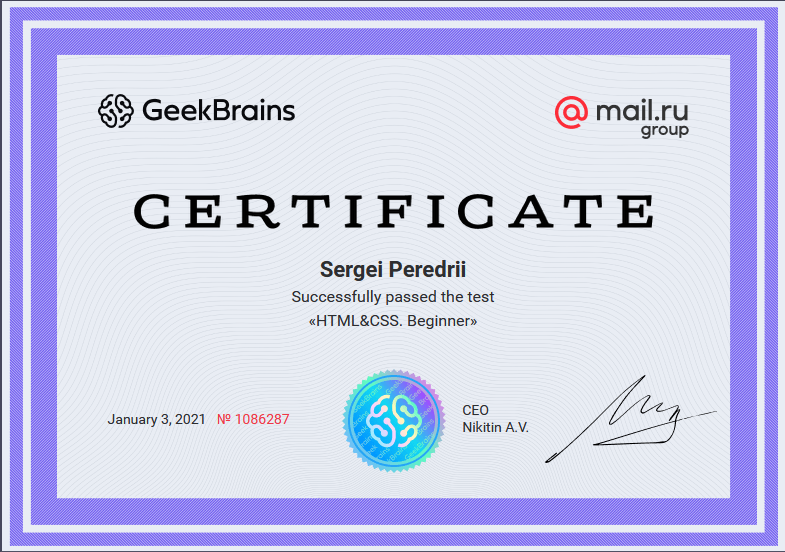 GeekBrains
@mail.ru
group
CERTIFICATE
Sergei Peredrii
Successfully passed the test
«HTML&CSS. Beginner»
January 3, 2021 № 1086287
CEO
Nikitin A.V.